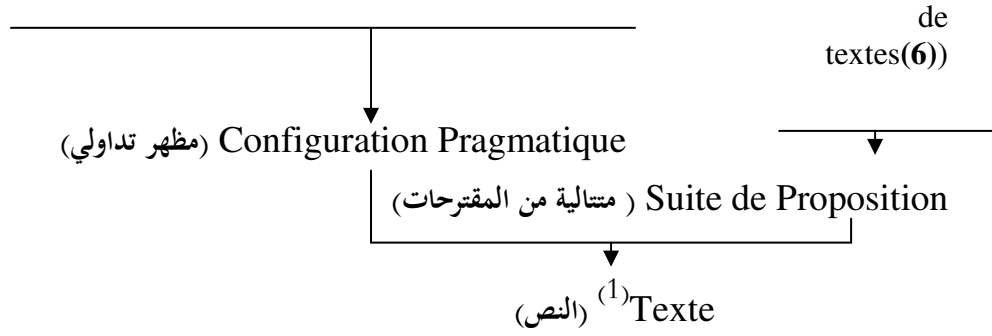 de
textes(6))
Configuration Pragmatique (مظهر تداولي)
Suite de Proposition ( متتالية من المقترحات)
Texte(1) (النص)